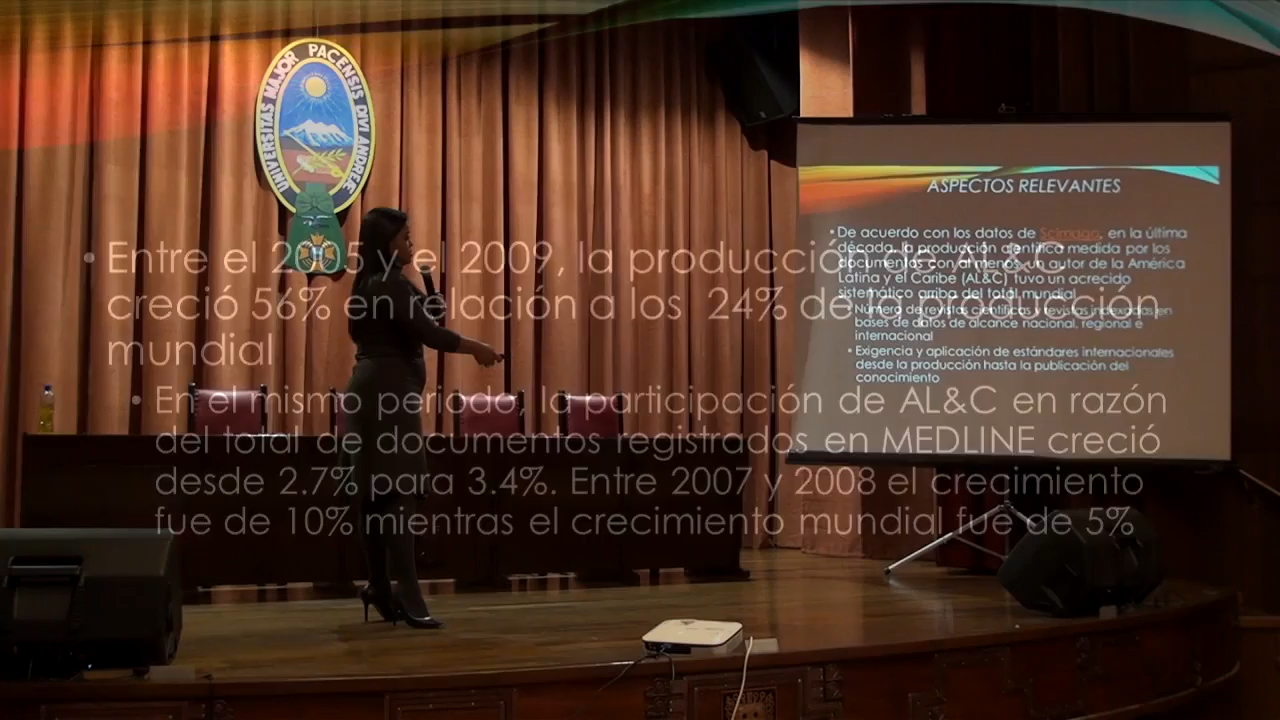 UNIVERSITAS MAJOR PACENSIS DIVI ANDREÆ
ASPECTOS RELEVANTES
• De acuerdo con los datos de Scimago, en la última
década, la producción científica medida por los
documentos con al menos un autor de la América
Latina y el Caribe (AL&C) tuvo un acrecido
sistemático arriba del total mundial
• Número de revistas científicas y revistas indexadas en
bases de datos de alcance nacional, regional e
internacional
• Exigencia y aplicación de estándares internacionales
desde la producción hasta la publicación del
conocimiento
• Entre el 2005 y el 2009, la producción de AL&C
creció 56% en relación a los 24% de la producción
mundial
• En el mismo periodo, la participación de AL&C en razón
del total de documentos registrados en MEDLINE creció
desde 2.7% para 3.4%. Entre 2007 y 2008 el crecimiento
fue de 10% mientras el crecimiento mundial fue de 5%